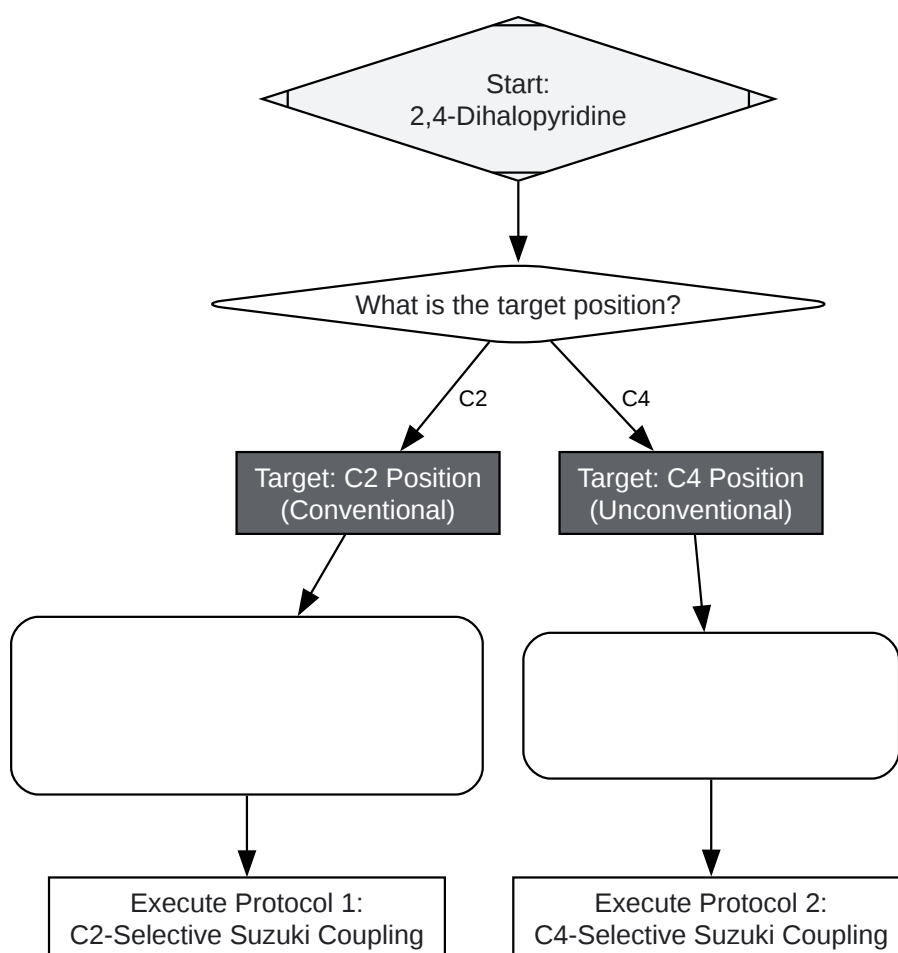 Start:
2,4-Dihalopyridine
What is the target position?
C2
C4
Target: C2 Position
(Conventional)
Target: C4 Position
(Unconventional)
Execute Protocol 1:
C2-Selective Suzuki Coupling
Execute Protocol 2:
C4-Selective Suzuki Coupling